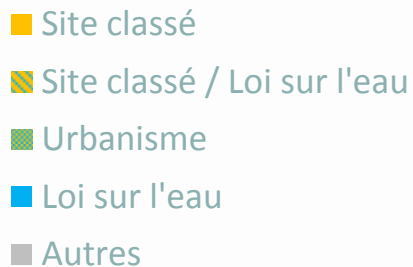 Site classé
Site classé / Loi sur l'eau
Urbanisme
Loi sur l'eau
Autres